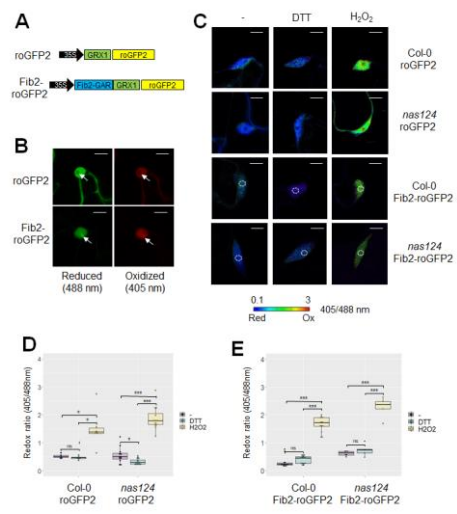 A
roGFP2
35S GRX1 roGFP2
Fib2-
roGFP2
35S Fib2-GAR GRX1 roGFP2
B
roGFP2
Fib2-
roGFP2
Reduced
(488 nm)
Oxidized
(405 nm)
C
- DTT H₂O₂
Col-0
roGFP2
nas124
roGFP2
Col-0
Fib2-roGFP2
nas124
Fib2-roGFP2
0.1 3
405/488 nm
Red Ox
D
Redox ratio (405/488nm)
4
3
2
1
0
ns * * * *** ***
-
DTT
H2O2
Col-0
roGFP2
nas124
roGFP2
E
Redox ratio (405/488nm)
4
3
2
1
0
ns *** *** ns *** ***
-
DTT
H2O2
Col-0
Fib2-roGFP2
nas124
Fib2-roGFP2